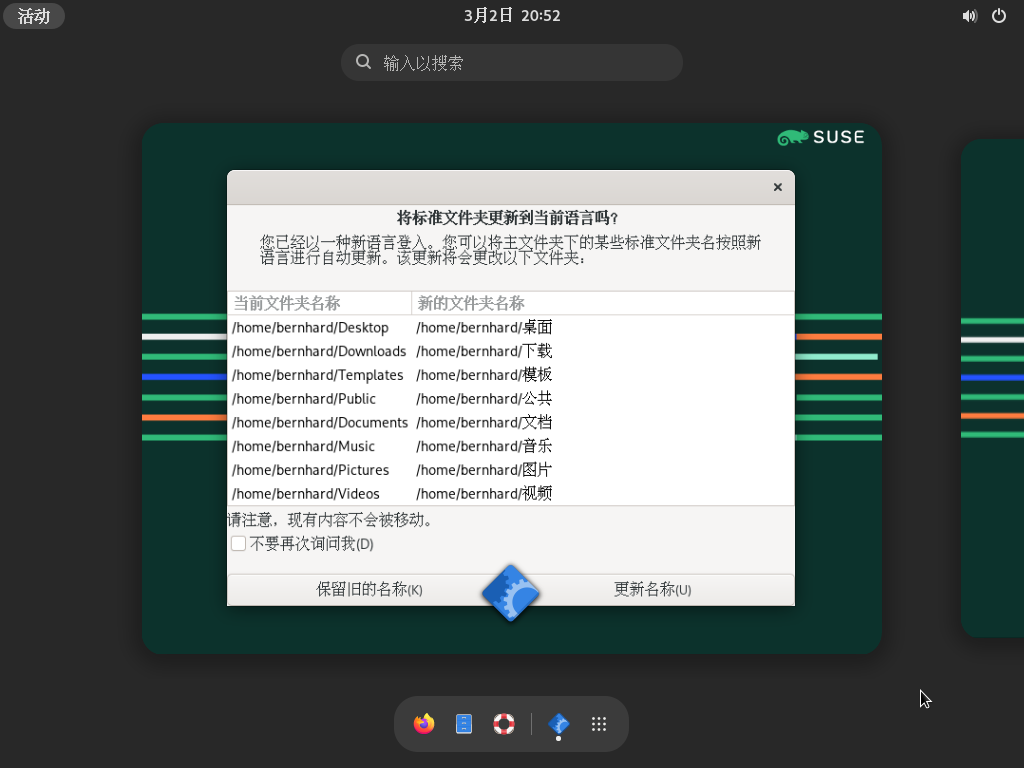 活动
3月2日 20:52
输入以搜索
SUSE
将标准文件夹更新到当前语言吗？
您已经以一种新语言登入。您可以将主文件夹下的某些标准文件夹名按照新
语言进行自动更新。该更新将会更改以下文件夹：
当前文件夹名称 新的文件夹名称
/home/bernhard/Desktop /home/bernhard/桌面
/home/bernhard/Downloads /home/bernhard/下载
/home/bernhard/Templates /home/bernhard/模板
/home/bernhard/Public /home/bernhard/公共
/home/bernhard/Documents /home/bernhard/文档
/home/bernhard/Music /home/bernhard/音乐
/home/bernhard/Pictures /home/bernhard/图片
/home/bernhard/Videos /home/bernhard/视频
请注意，现有内容不会被移动。
不要再次询问我(D)
保留旧的名称(K) 更新名称(U)